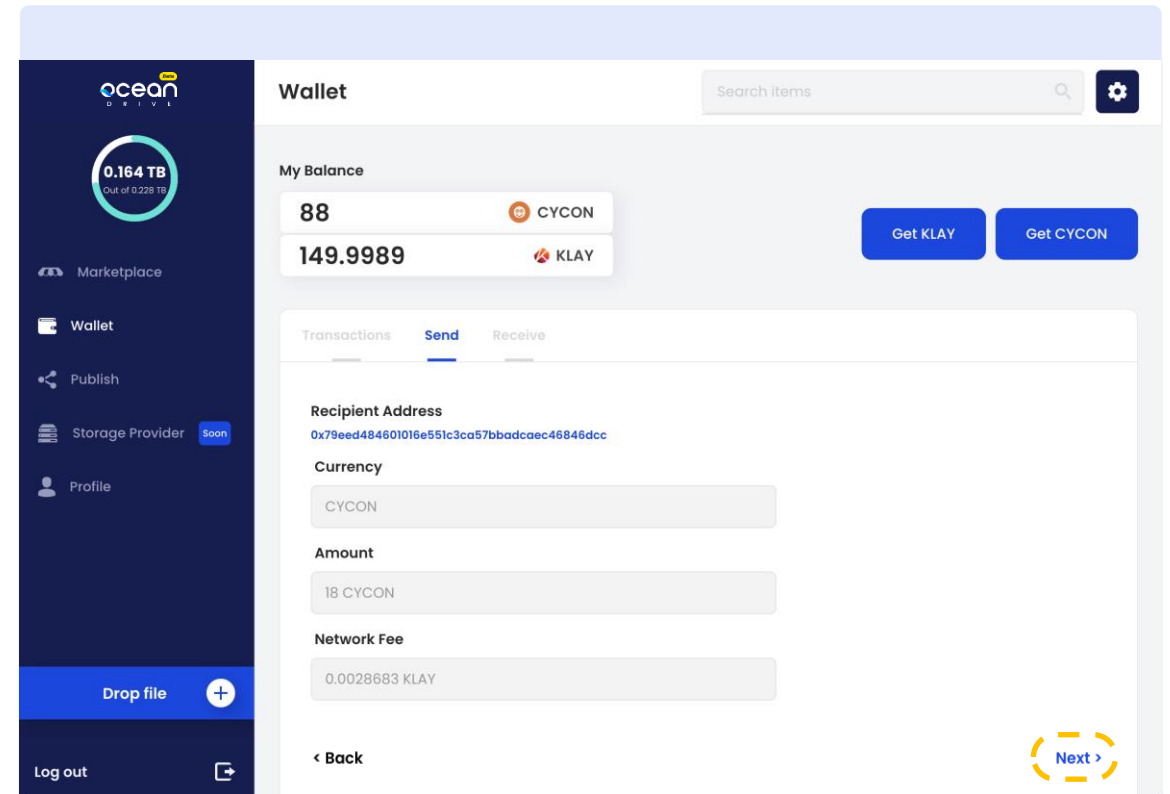 Beta
ocean
DRIVE
0.164 TB
Out of 0.228 TB
Marketplace
Wallet
Publish
Storage Provider Soon
Profile
Drop file
Log out
Wallet
Search items
My Balance
88 CYCON
149.9989 KLAY
Get KLAY Get CYCON
Transactions Send Receive
Recipient Address
0x79eed484601016e551c3ca57bbadcaec46846dcc
Currency
CYCON
Amount
18 CYCON
Network Fee
0.0028683 KLAY
< Back
Next >